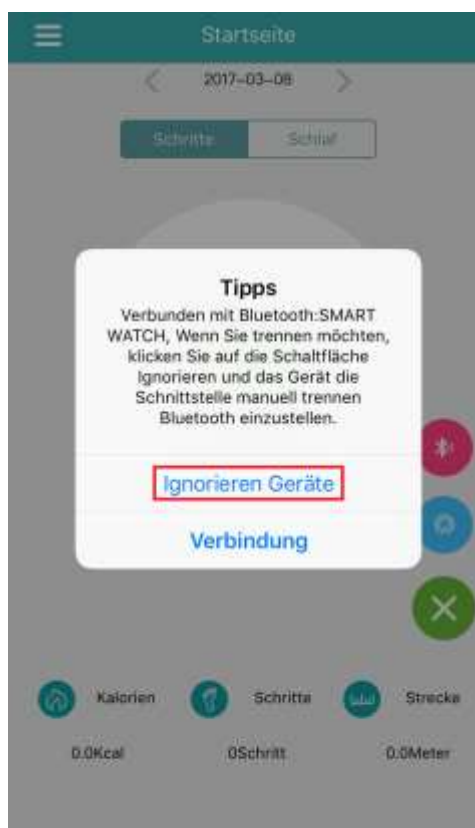 Startseite
2017-03-08
Schritte Schlaf
Tipps
Verbunden mit Bluetooth:SMART
WATCH, Wenn Sie trennen möchten,
klicken Sie auf die Schaltfläche
Ignorieren und das Gerät die
Schnittstelle manuell trennen
Bluetooth einzustellen.
Ignorieren Geräte
Verbindung
Kalorien Schritte Strecke
0.0Kcal 0Schritt 0.0Meter